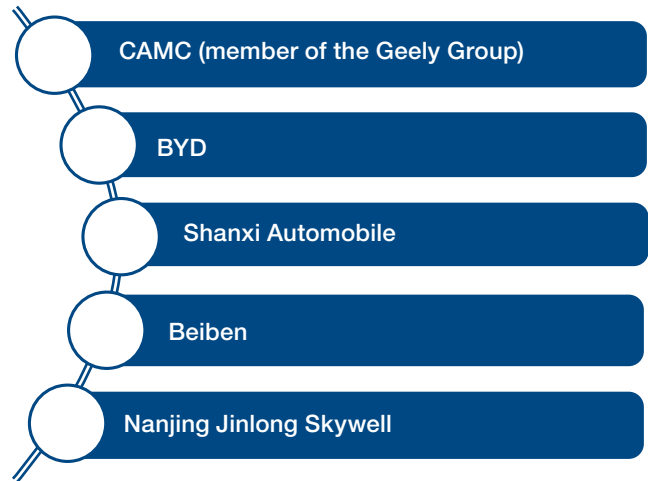 CAMC (member of the Geely Group)
BYD
Shanxi Automobile
Beiben
Nanjing Jinlong Skywell